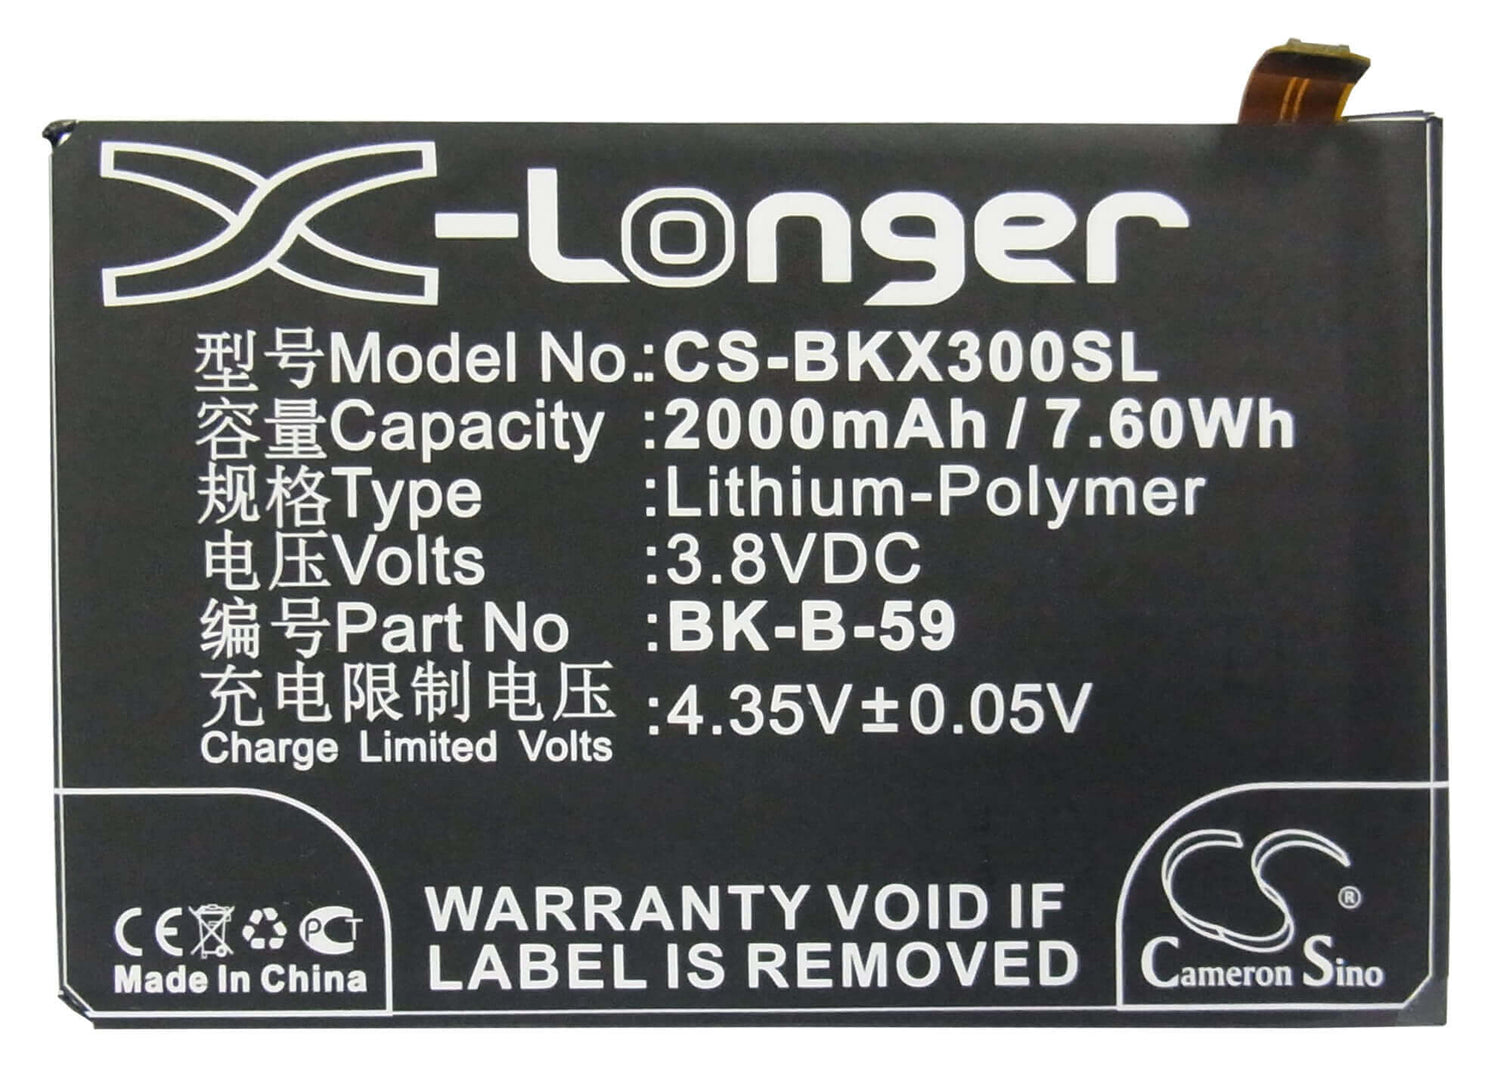 X-Longer
型号Model No.:CS-BKX300SL
容量Capacity :2000mAh / 7.60Wh
规格Type :Lithium-Polymer
电压Volts :3.8VDC
编号Part No :BK-B-59
充电限制电压 :4.35V±0.05V
Charge Limited Volts
CE PCT
Made In China
WARRANTY VOID IF
LABEL IS REMOVED
CS ®
Cameron Sino